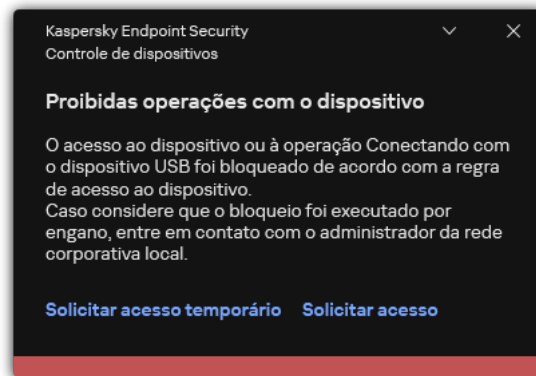 Kaspersky Endpoint Security
Controle de dispositivos
Proibidas operações com o dispositivo
O acesso ao dispositivo ou à operação Conectando com
o dispositivo USB foi bloqueado de acordo com a regra
de acesso ao dispositivo.
Caso considere que o bloqueio foi executado por
engano, entre em contato com o administrador da rede
corporativa local.
Solicitar acesso temporário Solicitar acesso